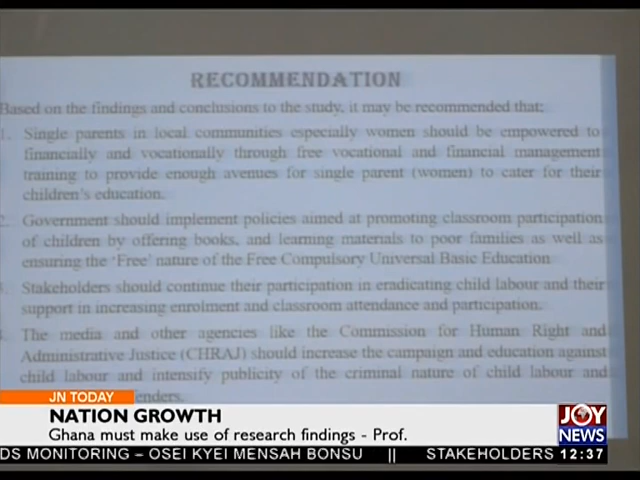 RECOMMENDATION
Based on the findings and conclusions to the study, it may be recommended that:
1. Single parents in local communities especially women should be empowered to
financially and vocationally through free vocational and financial management
training to provide enough avenues for single parent (women) to cater for their
children's education.
2. Government should implement policies aimed at promoting classroom participation
of children by offering books, and learning materials to poor families as well as
ensuring the 'Free' nature of the Free Compulsory Universal Basic Education
Stakeholders should continue their participation in eradicating child labour and their
support in increasing enrolment and classroom attendance and participation.
The media and other agencies like the Commission for Human Right and
Administrative Justice (CHRAJ) should increase the campaign and education against
child labour and intensify publicity of the criminal nature of child labour and
enders.
JN TODAY
NATION GROWTH
Ghana must make use of research findings - Prof.
JOY
NEWS
DS MONITORING - OSEI KYEI MENSAH BONSU || STAKEHOLDERS 12:37